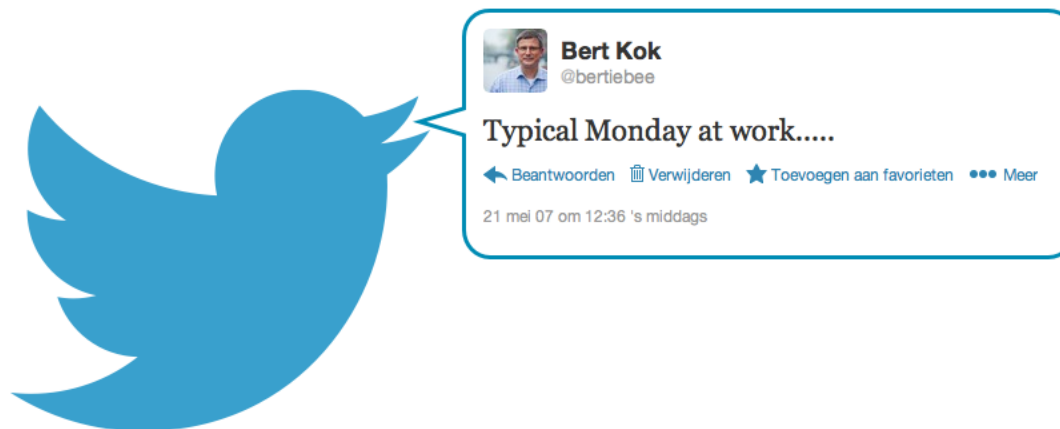 Bert Kok
@bertiebee
Typical Monday at work.....
Beantwoorden Verwijderen Toevoegen aan favorieten Meer
21 mei 07 om 12:36 's middags